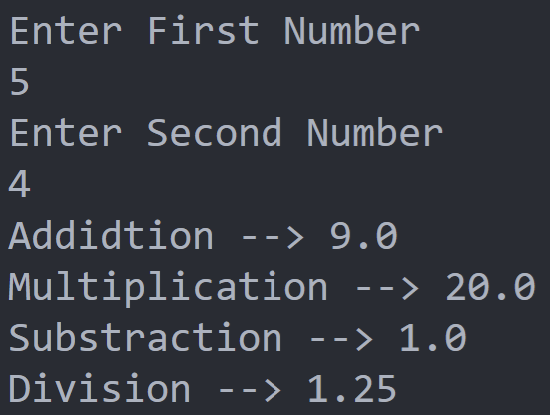 Enter First Number
5
Enter Second Number
4
Addidtion --> 9.0
Multiplication --> 20.0
Substraction --> 1.0
Division --> 1.25